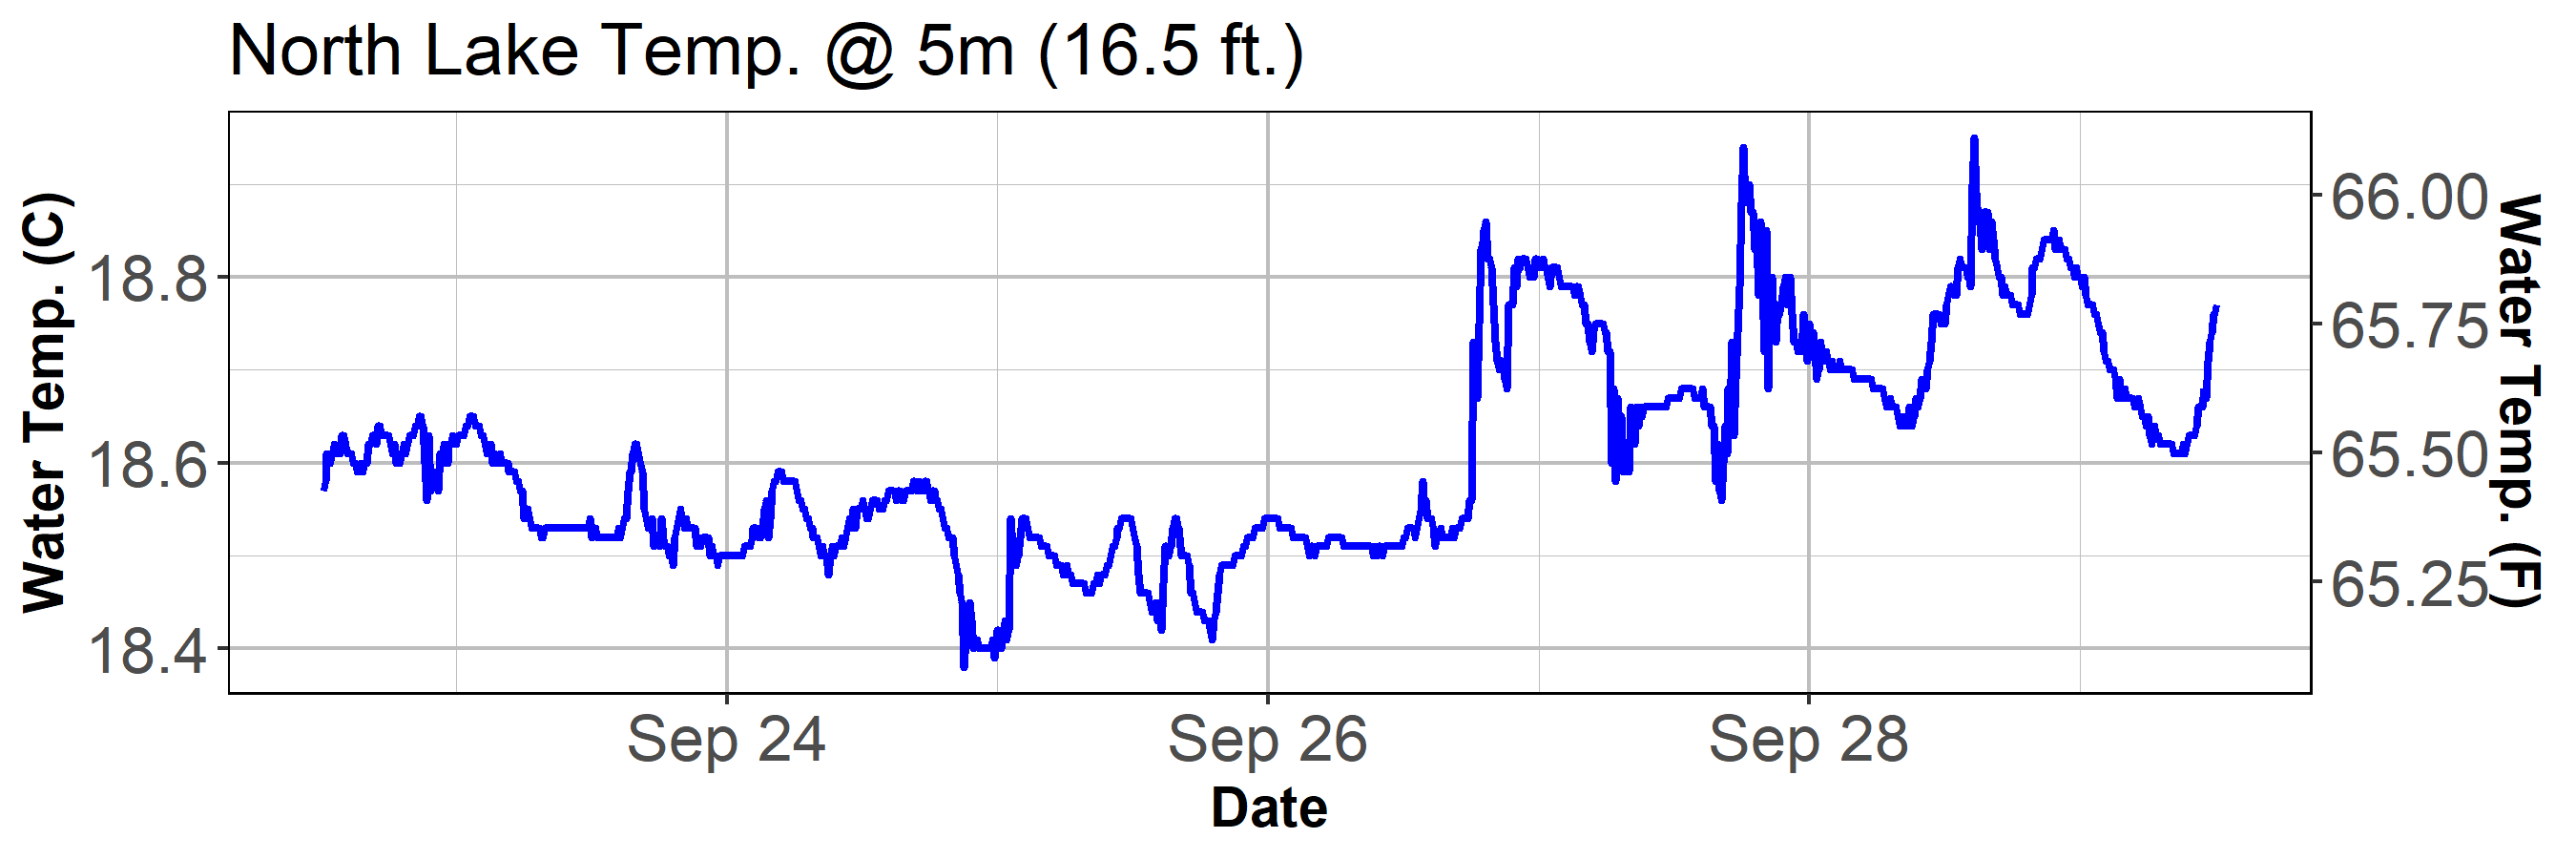 North Lake Temp. @ 5m (16.5 ft.)
Water Temp. (C)
18.8
18.6
18.4
66.00
65.75
65.50
65.25
Water Temp. (F)
Sep 24
Sep 26
Sep 28
Date